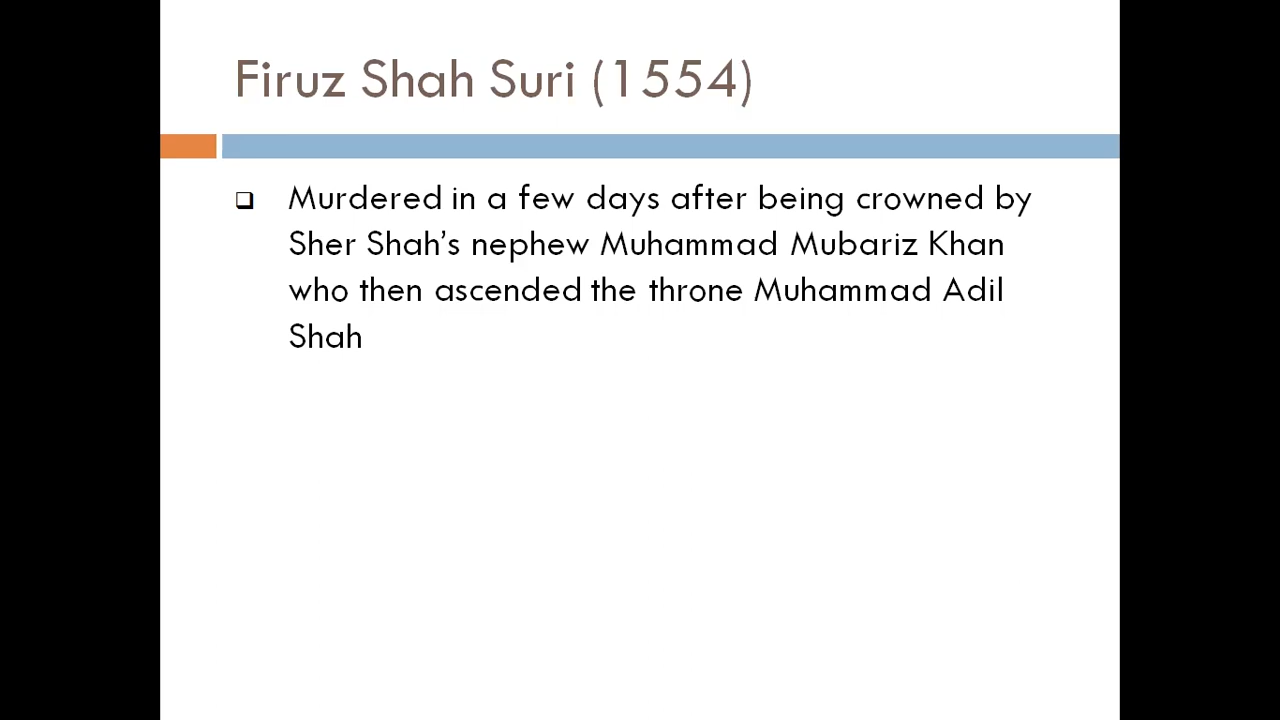 Firuz Shah Suri (1554)
Murdered in a few days after being crowned by
Sher Shah’s nephew Muhammad Mubariz Khan
who then ascended the throne Muhammad Adil
Shah